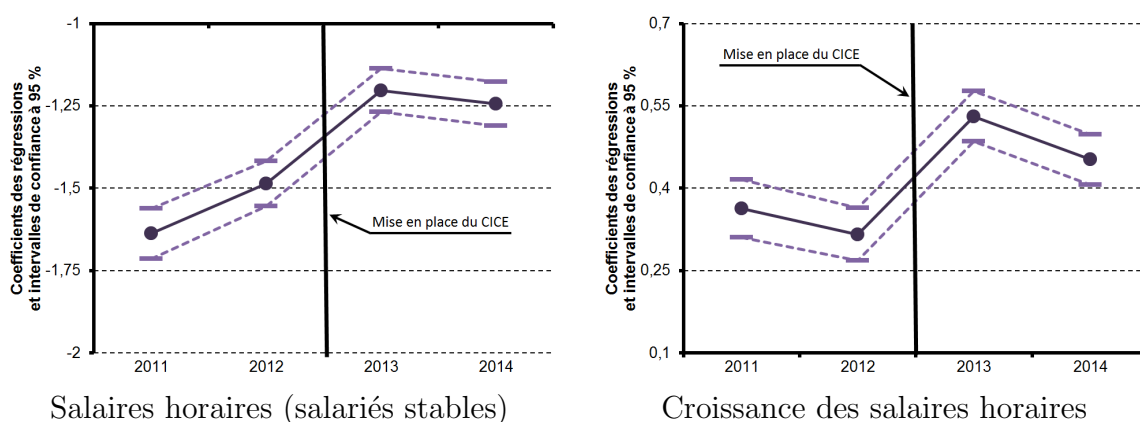 Coefficients des régressions
et intervalles de confiance à 95 %
-1
-1,25
-1,5
-1,75
-2
Mise en place du CICE
2011 2012 2013 2014
Salaires horaires (salariés stables)
Coefficients des régressions
et intervalles de confiance à 95 %
0,7
0,55
0,4
0,25
0,1
Mise en place du CICE
2011 2012 2013 2014
Croissance des salaires horaires